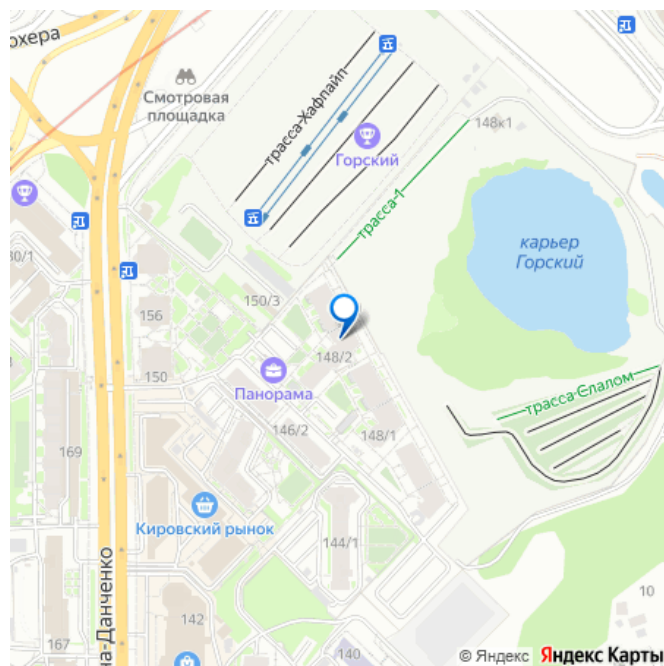 охера
Смотровая
площадка
трасса-Хафпайп
148к1
Горский
трасса-1
карьер
Горский
80/1
150/3
156
148/2
150
Панорама
трасса-Слалом
146/2
148/1
169
Кировский рынок
144/1
на-Данченко
10
142
167
140
© Яндекс Яндекс Карты